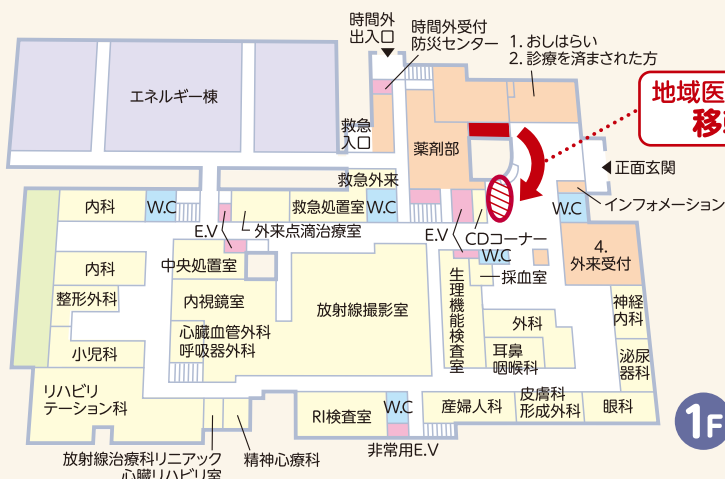 時間外
出入口
時間外受付
防災センター
1. おしはらい
2. 診療を済まされた方
エネルギー棟
救急
入口
薬剤部
地域医
移
正面玄関
インフォメーション
救急外来
内科
W.C
E.V
外来点滴治療室
救急処置室
W.C
E.V
CDコーナー
W.C
W.C
4.
外来受付
内科
中央処置室
採血室
整形外科
内視鏡室
放射線撮影室
生理機能検査室
外科
神経
内科
心臓血管外科
呼吸器外科
小児科
耳鼻
咽喉科
泌尿
器科
リハビリ
テーション科
RI検査室
W.C
産婦人科
皮膚科
形成外科
眼科
1F
放射線治療科リニアック
心臓リハビリ室
精神心療科
非常用E.V